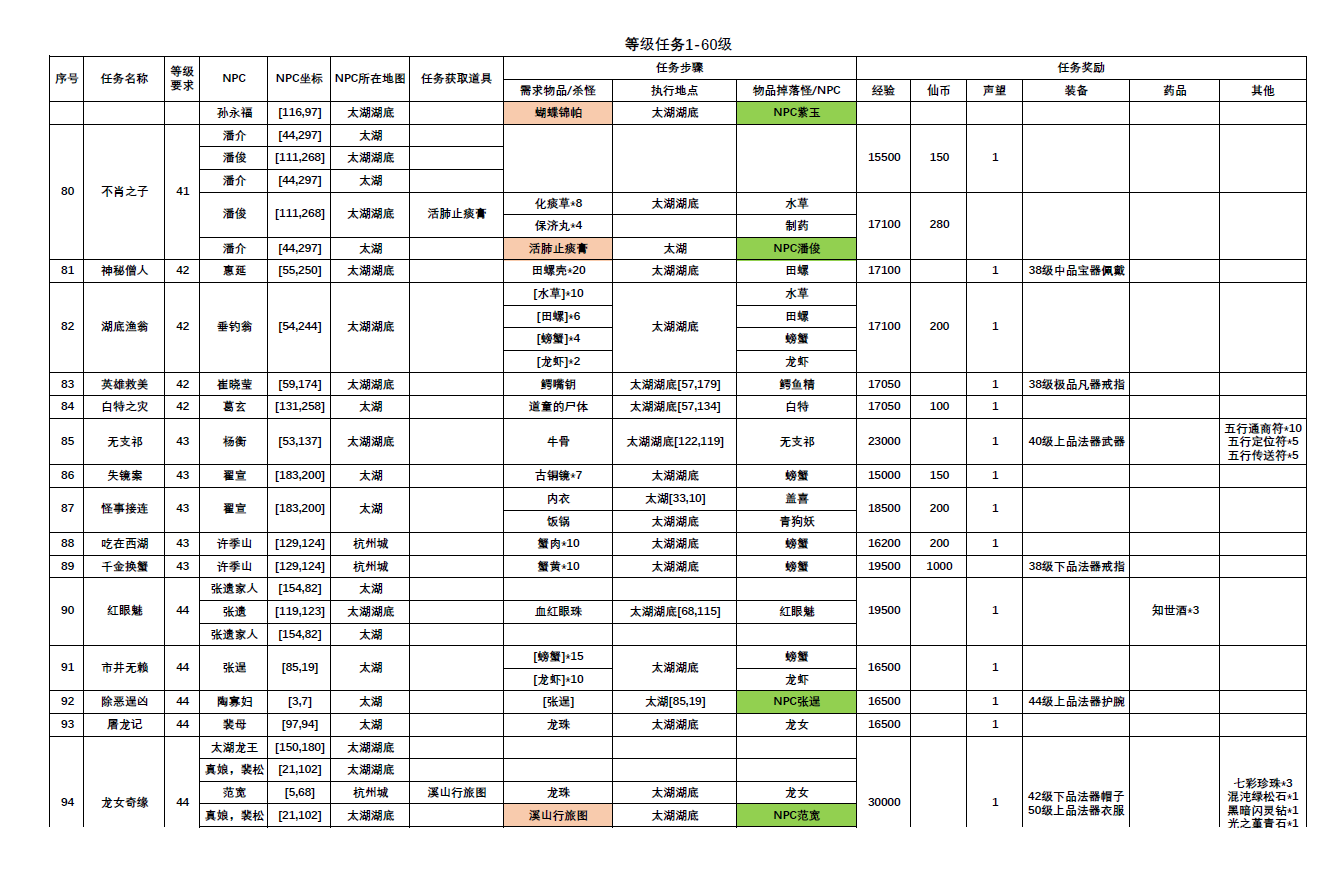 等级任务1-60级
序号 任务名称 等级要求 NPC NPC坐标 NPC所在地图 任务获取道具 任务步骤 任务奖励
需求物品/杀怪 执行地点 物品掉落怪/NPC 经验 仙币 声望 装备 药品 其他
孙永福 [116,97] 太湖湖底 蝴蝶锦帕 太湖湖底 NPC紫玉
80 不肖之子 41 潘介 [44,297] 太湖 15500 150 1
潘俊 [111,268] 太湖湖底
潘介 [44,297] 太湖
潘俊 [111,268] 太湖湖底 活肺止痰膏 化痰草*8 太湖湖底 水草 17100 280
保济丸*4 制药
潘介 [44,297] 太湖 活肺止痰膏 太湖 NPC潘俊
81 神秘僧人 42 惠延 [55,250] 太湖湖底 田螺壳*20 太湖湖底 田螺 17100 1 38级中品宝器佩戴
82 湖底渔翁 42 垂钓翁 [54,244] 太湖湖底 [水草]*10 太湖湖底 水草 17100 200 1
[田螺]*6 田螺
[螃蟹]*4 螃蟹
[龙虾]*2 龙虾
83 英雄救美 42 崔晓莹 [59,174] 太湖湖底 鳄嘴钥 太湖湖底[57,179] 鳄鱼精 17050 1 38级极品凡器戒指
84 白特之灾 42 葛玄 [131,258] 太湖 道童的尸体 太湖湖底[57,134] 白特 17050 100 1
85 无支祁 43 杨衡 [53,137] 太湖湖底 牛骨 太湖湖底[122,119] 无支祁 23000 1 40级上品法器武器 五行通商符*10
五行定位符*5
五行传送符*5
86 失镜案 43 翟宣 [183,200] 太湖 古铜镜*7 太湖湖底 螃蟹 15000 150 1
87 怪事接连 43 翟宣 [183,200] 太湖 内衣 太湖[33,10] 盖喜 18500 200 1
饭锅 太湖湖底 青狗妖
88 吃在西湖 43 许季山 [129,124] 杭州城 蟹肉*10 太湖湖底 螃蟹 16200 200 1
89 千金换蟹 43 许季山 [129,124] 杭州城 蟹黄*10 太湖湖底 螃蟹 19500 1000 38级下品法器戒指
90 红眼魅 44 张遗家人 [154,82] 太湖 19500 1 知世酒*3
张遗 [119,123] 太湖湖底 血红眼珠 太湖湖底[68,115] 红眼魅
张遗家人 [154,82] 太湖
91 市井无赖 44 张逞 [85,19] 太湖 [螃蟹]*15 太湖湖底 螃蟹 16500 1
[龙虾]*10 龙虾
92 除恶逞凶 44 陶寡妇 [3,7] 太湖 [张逞] 太湖[85,19] NPC张逞 16500 1 44级上品法器护腕
93 屠龙记 44 裴母 [97,94] 太湖 龙珠 太湖湖底 龙女 16500 1
94 龙女奇缘 44 太湖龙王 [150,180] 太湖湖底 30000 1 42级下品法器帽子
50级上品法器衣服 七彩珍珠*3
混沌绿松石*1
黑暗闪灵钻*1
光之堇青石*1
真娘，裴松 [21,102] 太湖湖底
范宽 [5,68] 杭州城 溪山行旅图 龙珠 太湖湖底 龙女
真娘，裴松 [21,102] 太湖湖底 溪山行旅图 太湖湖底 NPC范宽